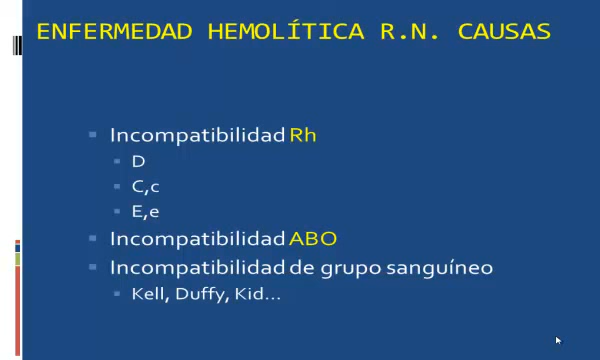 ENFERMEDAD HEMOLÍTICA R.N. CAUSAS
Incompatibilidad Rh
D
C,c
E,e
Incompatibilidad ABO
Incompatibilidad de grupo sanguíneo
Kell, Duffy, Kid...